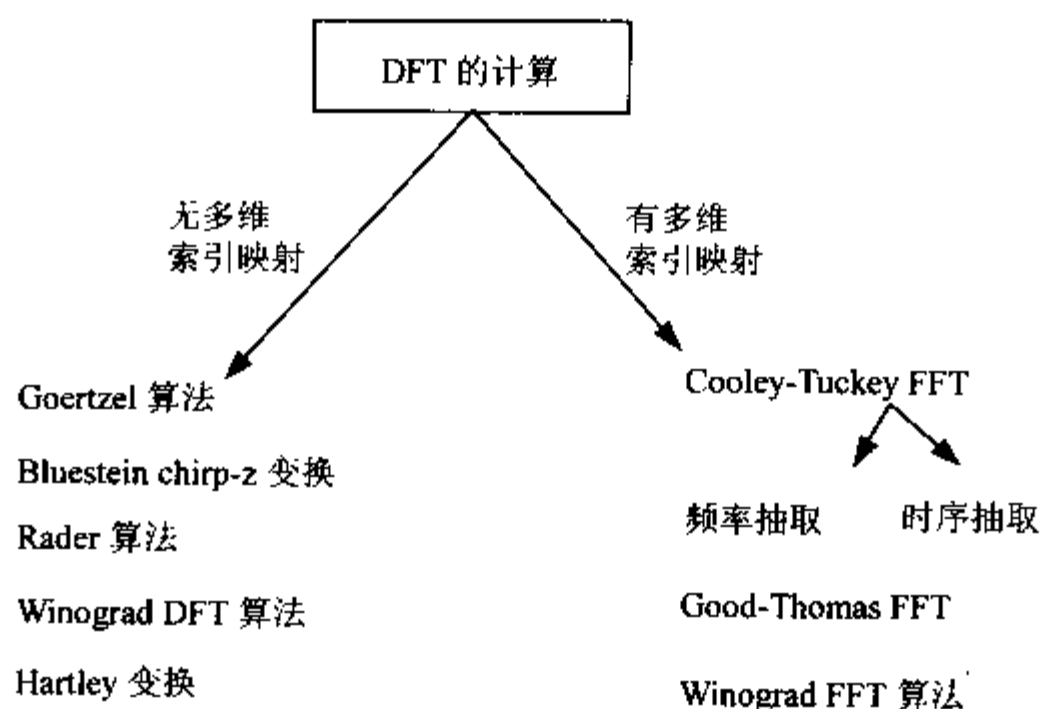 DFT 的计算
无多维
索引映射
有多维
索引映射
Goertzel 算法
Bluestein chirp-z 变换
Rader 算法
Winograd DFT 算法
Hartley 变换
Cooley-Tuckey FFT
频率抽取
时序抽取
Good-Thomas FFT
Winograd FFT 算法